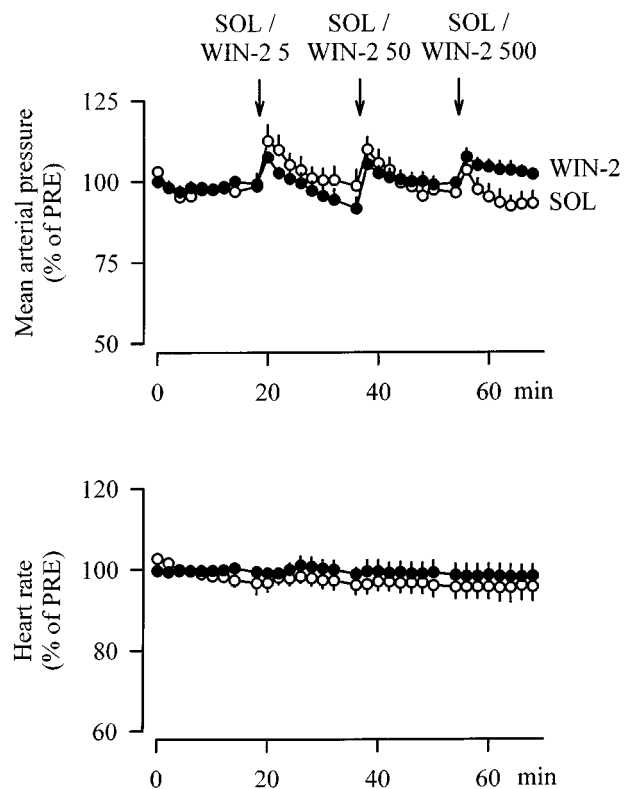 SOL / SOL / SOL /
WIN-2 5 WIN-2 50 WIN-2 500
125
100
75
50
Mean arterial pressure
(% of PRE)
WIN-2
SOL
0 20 40 60 min
120
100
80
60
Heart rate
(% of PRE)
0 20 40 60 min